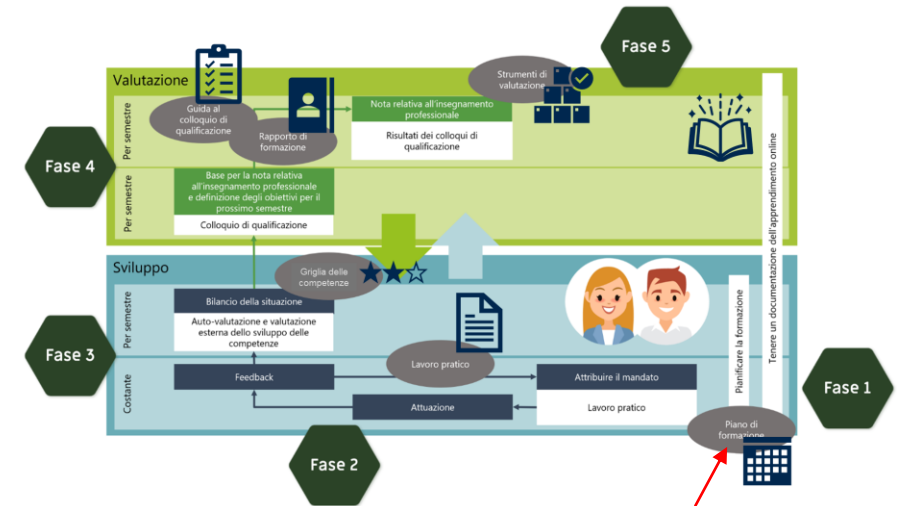 Fase 5
Valutazione
Strumenti di
valutazione
Per semestre
Guida al
colloquio di
qualificazione
Rapporto di
formazione
Nota relativa all'insegnamento
professionale
Risultati dei colloqui di
qualificazione
Fase 4
Per semestre
Base per la nota relativa
all'insegnamento professionale
e definizione degli obiettivi per il
prossimo semestre
Colloquio di qualificazione
Tenere un documentazione dell'apprendimento online
Sviluppo
Griglia delle
competenze
Per semestre
Bilancio della situazione
Auto-valutazione e valutazione
esterna dello sviluppo delle
competenze
Pianificare la formazione
Fase 3
Costante
Lavoro pratico
Feedback
Attribuire il mandato
Attuazione
Lavoro pratico
Fase 1
Piano di
formazione
Fase 2